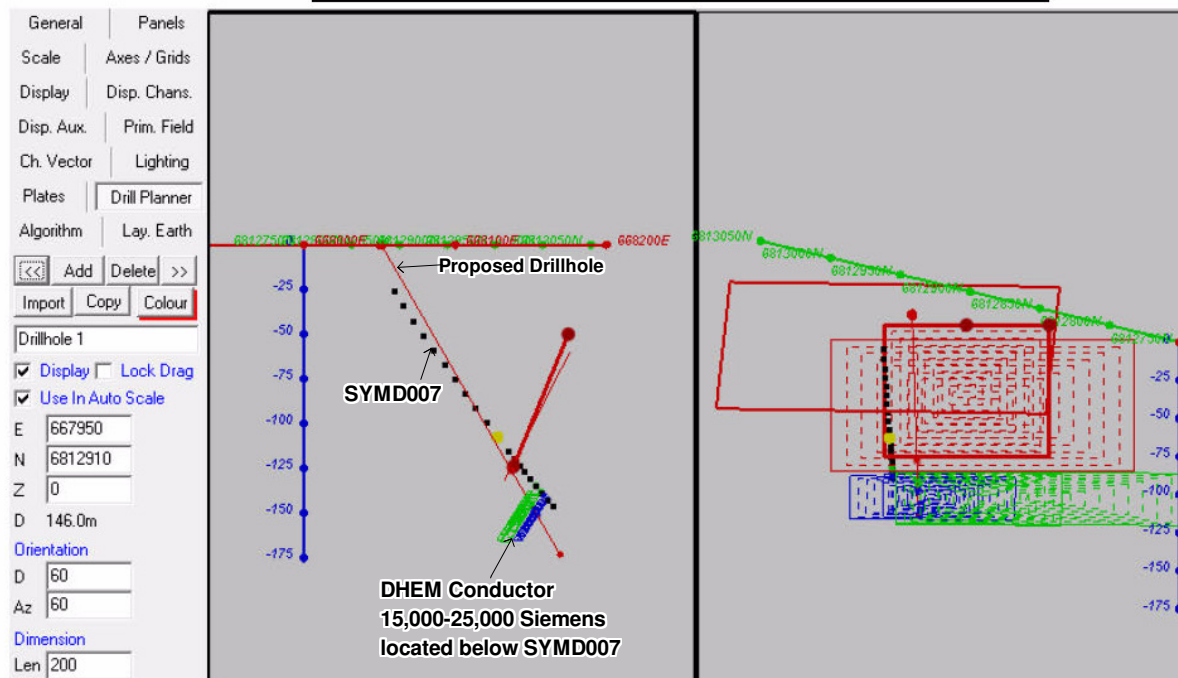 General Panels
Scale Axes / Grids
Display Disp. Chans.
Disp. Aux. Prim. Field
Ch. Vector Lighting
Plates Drill Planner
Algorithm Lay. Earth
<< Add Delete >>
Import Copy Colour
Drillhole 1
Display Lock Drag
Use In Auto Scale
E 667950
N 6812910
Z 0
D 146.0m
Orientation
D 60
Az 60
Dimension
Len 200
668200E
Proposed Drillhole
-25
-50
-75
-100
-125
-150
-175
SYMD007
DHEM Conductor
15,000-25,000 Siemens
located below SYMD007
6813050N
6813000N
6812950N
6812900N
6812850N
6812800N
6812750N
-25
-50
-75
-100
-125
-150
-175